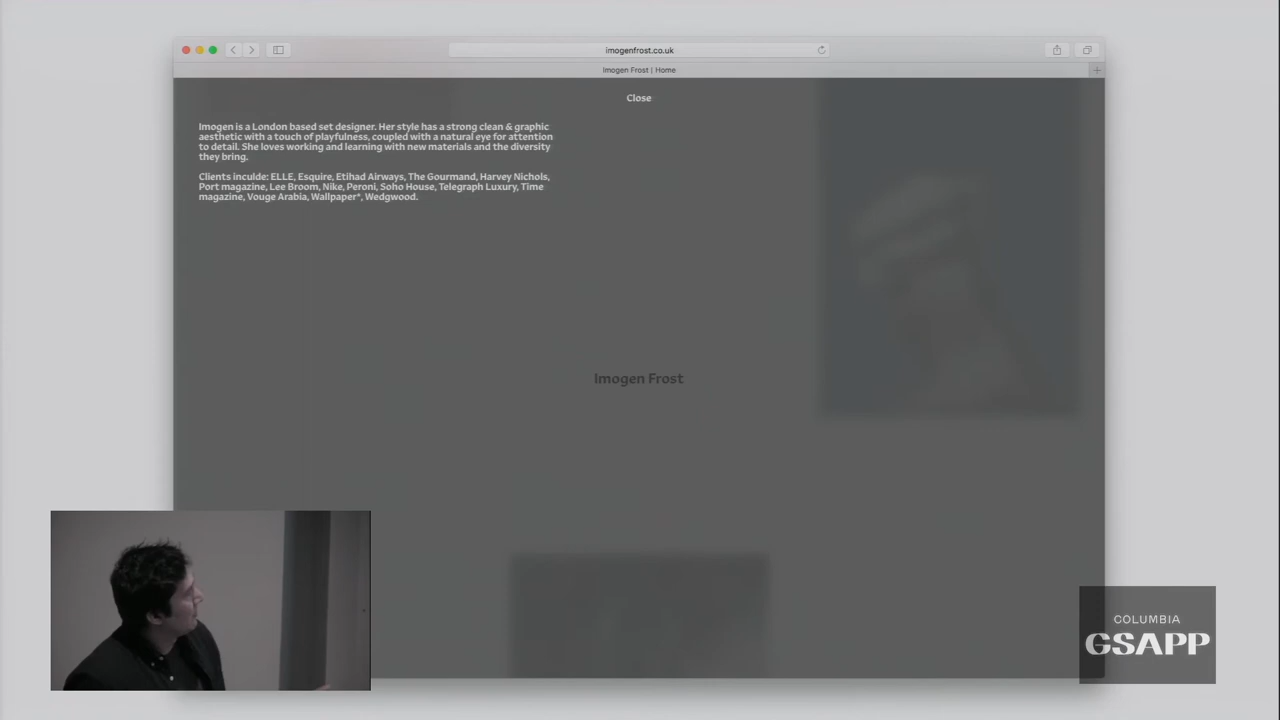 imogenfrost.co.uk
Imogen Frost | Home
Close
Imogen is a London based set designer. Her style has a strong clean & graphic
aesthetic with a touch of playfulness, coupled with a natural eye for attention
to detail. She loves working and learning with new materials and the diversity
they bring.
Clients inculde: ELLE, Esquire, Etihad Airways, The Gourmand, Harvey Nichols,
Port magazine, Lee Broom, Nike, Peroni, Soho House, Telegraph Luxury, Time
magazine, Vouge Arabia, Wallpaper*, Wedgwood.
Imogen Frost
COLUMBIA
GSAPP